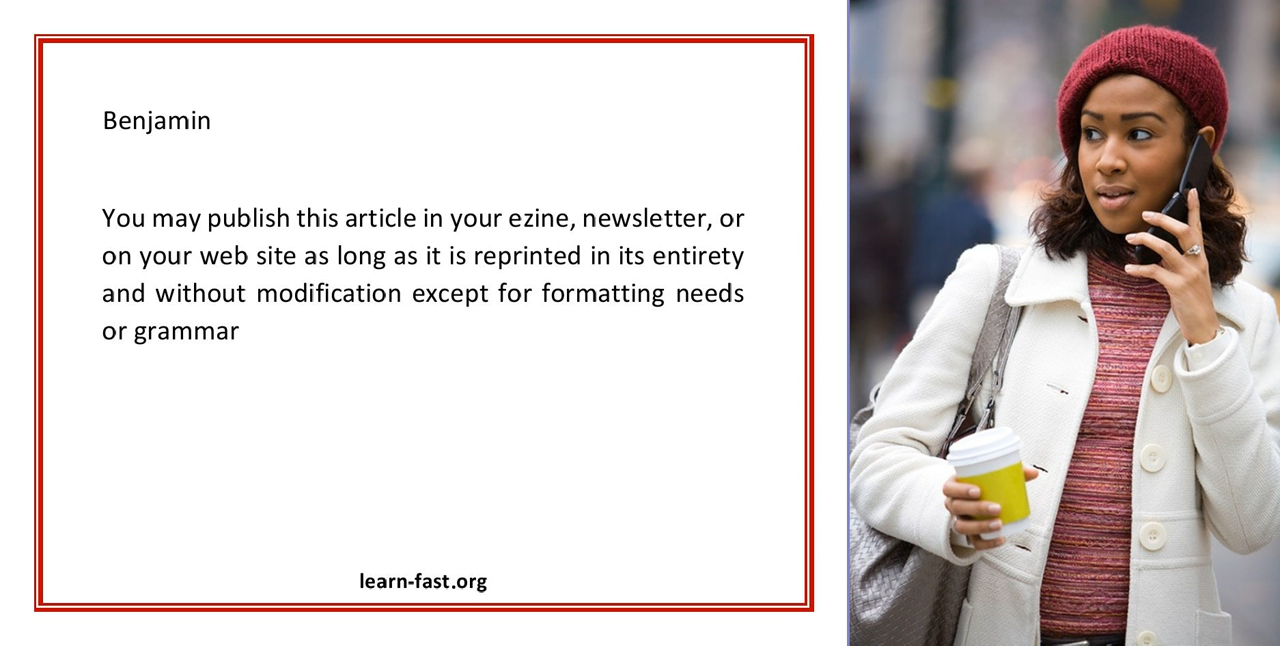 Benjamin
You may publish this article in your ezine, newsletter, or
on your web site as long as it is reprinted in its entirety
and without modification except for formatting needs
or grammar
learn-fast.org